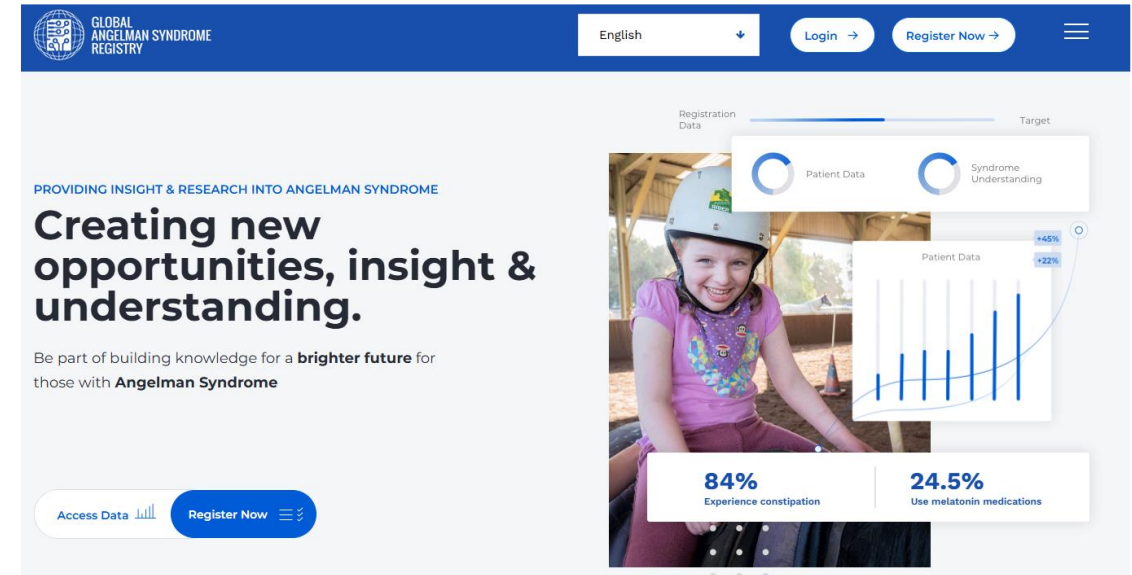 GLOBAL
ANGELMAN SYNDROME
REGISTRY
English
Login →
Register Now →
Registration
Data
Target
Patient Data
Syndrome
Understanding
PROVIDING INSIGHT & RESEARCH INTO ANGELMAN SYNDROME
Creating new
opportunities, insight &
understanding.
Be part of building knowledge for a brighter future for
those with Angelman Syndrome
Patient Data
+45%
+22%
84%
Experience constipation
24.5%
Use melatonin medications
Access Data
Register Now